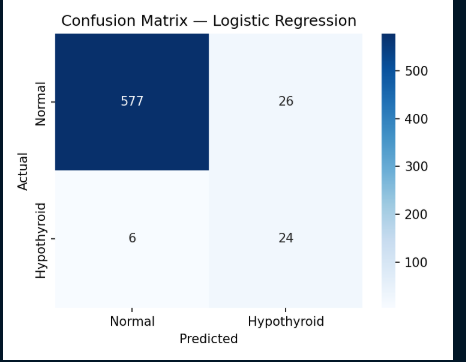 Confusion Matrix — Logistic Regression
Actual
Normal
577
26
Hypothyroid
6
24
Normal
Hypothyroid
Predicted
500
400
300
200
100